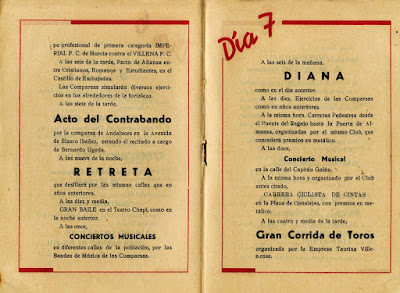 po profesional de primera categoría IMPE-
RIAL F. C. de Murcia contra el VILLENA F. C.
A las seis de la tarde, Pacto de Alianza en-
tre Cristianos, Romanos y Estudiantes, en el
Castillo de Embajadas.
Las Comparsas simularán diversos ejerci-
cios en los alrededores de la fortaleza.
A las siete de la tarde,
Acto del Contrabando
por la comparsa de Andaluces en la Avenida
de Blasco Ibáñez, estando el recitado a cargo
de Bernardo Ugeda.
A las nueve de la noche,
RETRETA
que desfilará por las mismas calles que en
años anteriores.
A las diez y media,
GRAN BAILE en el Teatro Chapí, como en
la noche anterior.
A las once,
CONCIERTOS MUSICALES
en diferentes calles de la población, por las
Bandas de Música de las Comparsas.
Día 7
A las seis de la mañana,
DIANA
como en el día anterior.
A las diez, Ejercicios de las Comparsas
como en años anteriores.
A la misma hora, Carreras Pedestres desde
el Puente del Regajo hasta la Puerta de Al-
mansa, organizadas por el mismo Club, que
concederá premios en metálico.
A las doce,
Concierto Musical
en la calle del Capitán Galán.
A la misma hora y organizado por el Club
antes citado,
CARRERA CICLISTA DE CINTAS
en la Plaza de Canalejas, con premios en me-
tálico.
A las cuatro y media de la tarde,
Gran Corrida de Toros
organizada por la Empresa Taurina Ville-
nense.